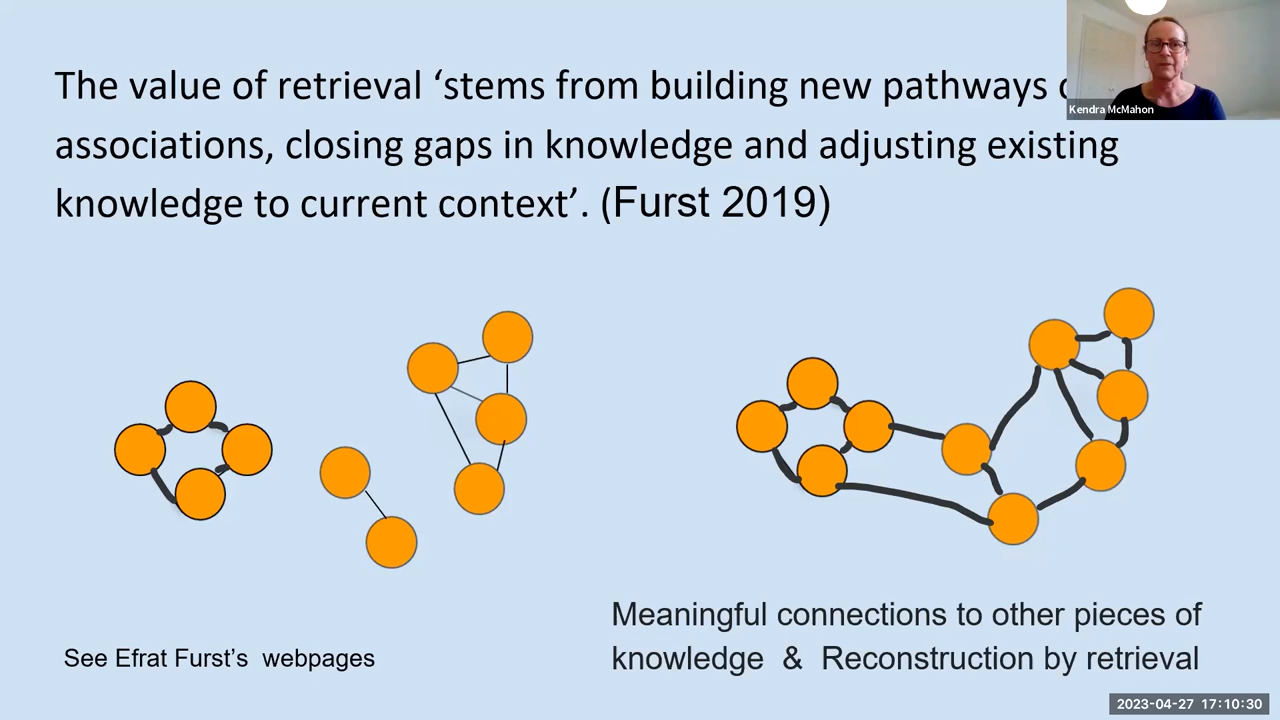 The value of retrieval ‘stems from building new pathways
Kendra McMahon
associations, closing gaps in knowledge and adjusting existing
knowledge to current context’. (Furst 2019)
See Efrat Furst’s  webpages
Meaningful connections to other pieces of
knowledge  &  Reconstruction by retrieval
2023-04-27  17:10:30